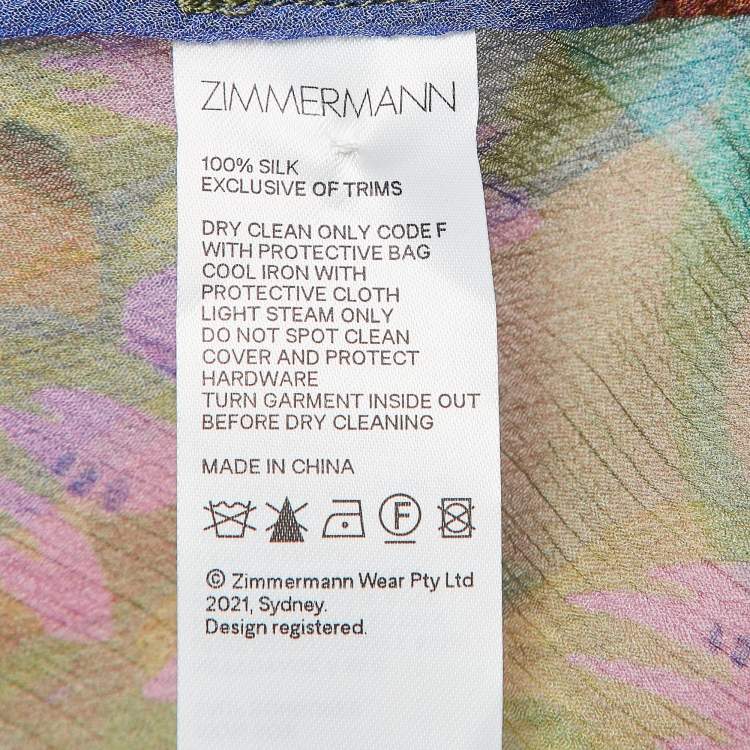 ZIMMERMANN
100% SILK
EXCLUSIVE OF TRIMS
DRY CLEAN ONLY CODE F
WITH PROTECTIVE BAG
COOL IRON WITH
PROTECTIVE CLOTH
LIGHT STEAM ONLY
DO NOT SPOT CLEAN
COVER AND PROTECT
HARDWARE
TURN GARMENT INSIDE OUT
BEFORE DRY CLEANING
MADE IN CHINA
F
© Zimmermann Wear Pty Ltd
2021, Sydney.
Design registered.